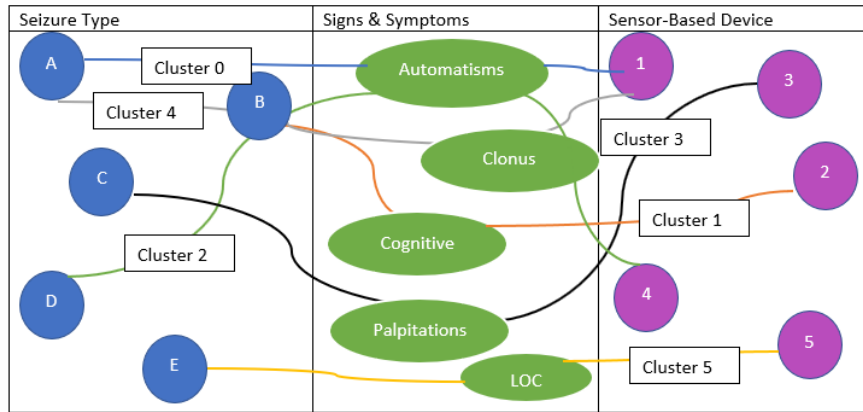 Seizure Type
Signs & Symptoms
Sensor-Based Device
A
Cluster 0
Automatisms
1
3
Cluster 4
B
Clonus
Cluster 3
C
2
Cluster 1
Cognitive
Cluster 2
D
4
Palpitations
5
E
LOC
Cluster 5